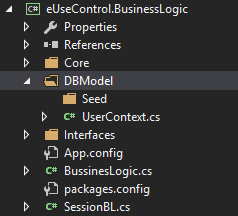 C# eUseControl.BusinessLogic
Properties
References
Core
DBModel
Seed
C# UserContext.cs
Interfaces
App.config
C# BussinesLogic.cs
packages.config
C# SessionBL.cs